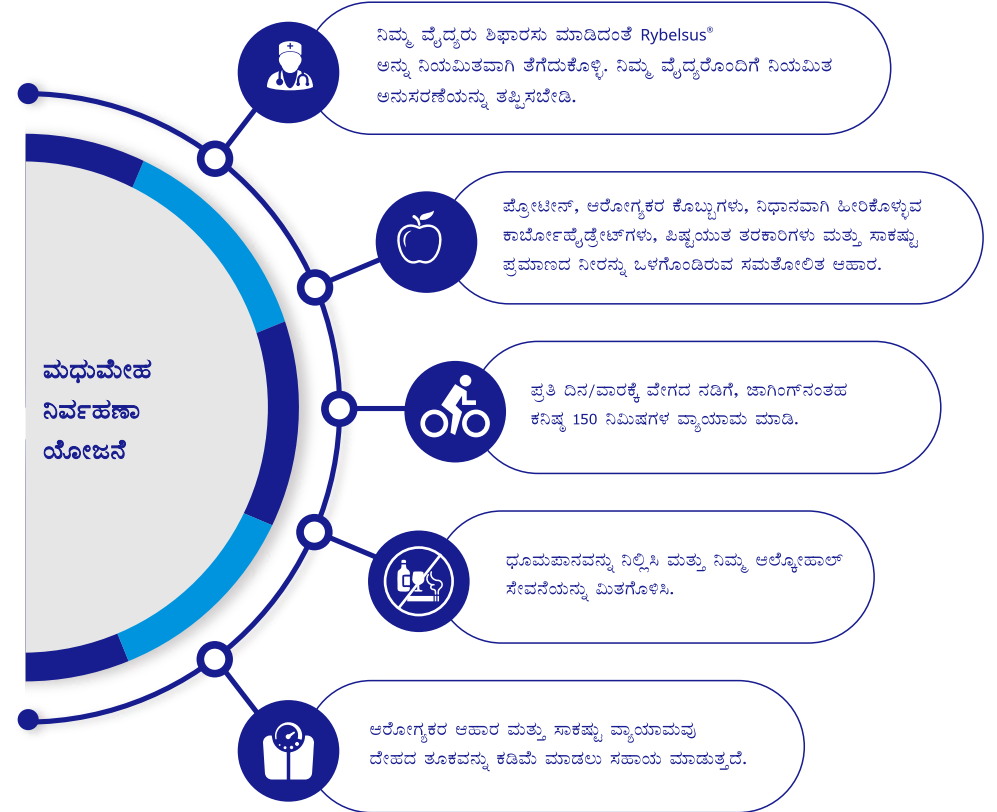 ನಿಮ್ಮ ವೈದ್ಯರು ಶಿಫಾರಸು ಮಾಡಿದಂತೆ Rybelsus®
ಅನ್ನು ನಿಯಮಿತವಾಗಿ ತೆಗೆದುಕೊಳ್ಳಿ. ನಿಮ್ಮ ವೈದ್ಯರೊಂದಿಗೆ ನಿಯಮಿತ
ಅನುಸರಣೆಯನ್ನು ತಪ್ಪಿಸಬೇಡಿ.
ಪ್ರೋಟೀನ್, ಆರೋಗ್ಯಕರ ಕೊಬ್ಬುಗಳು, ನಿಧಾನವಾಗಿ ಹೀರಿಕೊಳ್ಳುವ
ಕಾರ್ಬೋಹೈಡ್ರೇಟ್‌ಗಳು, ಪಿಷ್ಟಯುತ ತರಕಾರಿಗಳು ಮತ್ತು ಸಾಕಷ್ಟು
ಪ್ರಮಾಣದ ನೀರನ್ನು ಒಳಗೊಂಡಿರುವ ಸಮತೋಲಿತ ಆಹಾರ.
ಮಧುಮೇಹ
ನಿರ್ವಹಣಾ
ಯೋಜನೆ
ಪ್ರತಿ ದಿನ/ವಾರಕ್ಕೆ ವೇಗದ ನಡಿಗೆ, ಜಾಗಿಂಗ್‌ನಂತಹ
ಕನಿಷ್ಠ 150 ನಿಮಿಷಗಳ ವ್ಯಾಯಾಮ ಮಾಡಿ.
ಧೂಮಪಾನವನ್ನು ನಿಲ್ಲಿಸಿ ಮತ್ತು ನಿಮ್ಮ ಆಲ್ಕೋಹಾಲ್
ಸೇವನೆಯನ್ನು ಮಿತಗೊಳಿಸಿ.
ಆರೋಗ್ಯಕರ ಆಹಾರ ಮತ್ತು ಸಾಕಷ್ಟು ವ್ಯಾಯಾಮವು
ದೇಹದ ತೂಕವನ್ನು ಕಡಿಮೆ ಮಾಡಲು ಸಹಾಯ ಮಾಡುತ್ತದೆ.